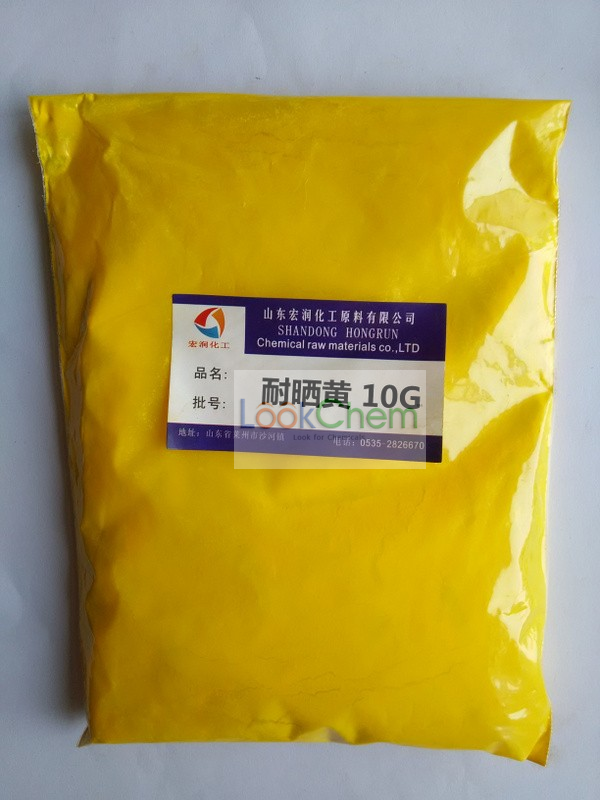 山东宏润化工原料有限公司
SHANDONG HONGRUN
Chemical raw materials co.,LTD
宏润化工
品名:
耐晒黄 10G
批号:
LookChem
Look for Chemicals
地址: 山东省莱州市沙河镇
电话: 0535-2826670